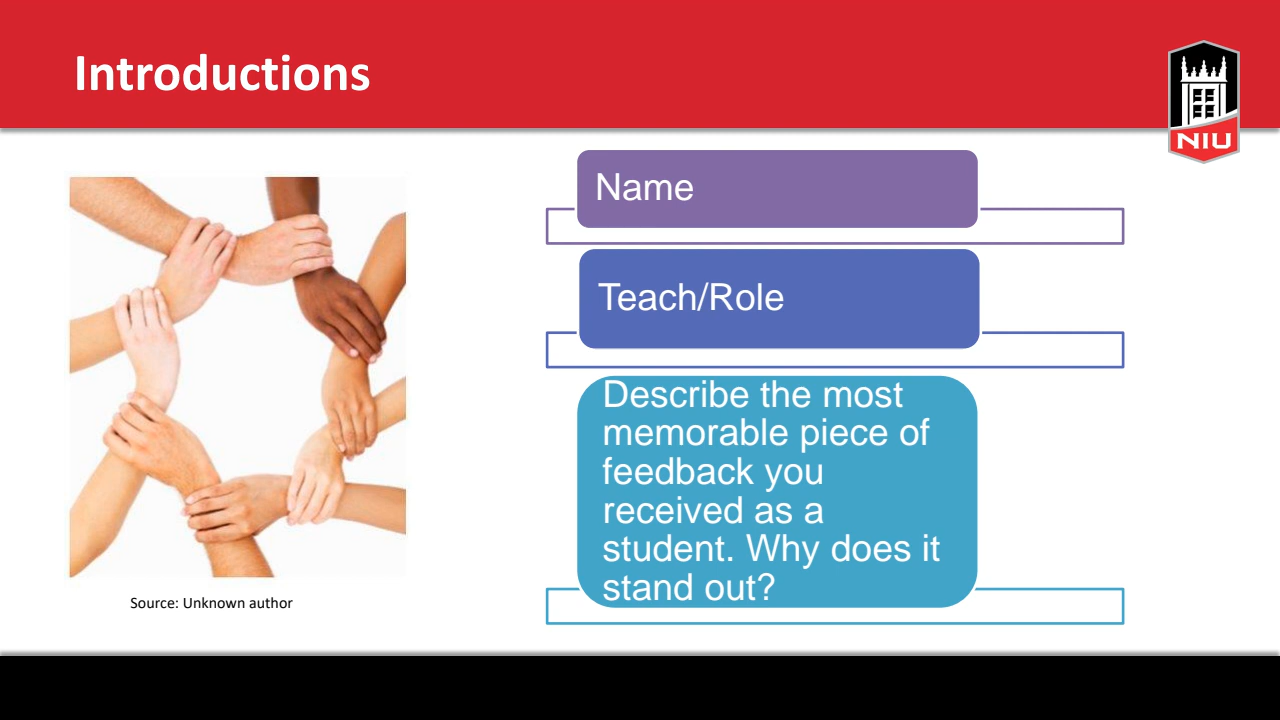 Introductions
NIU
Name
Teach/Role
Describe the most
memorable piece of
feedback you
received as a
student. Why does it
stand out?
Source: Unknown author